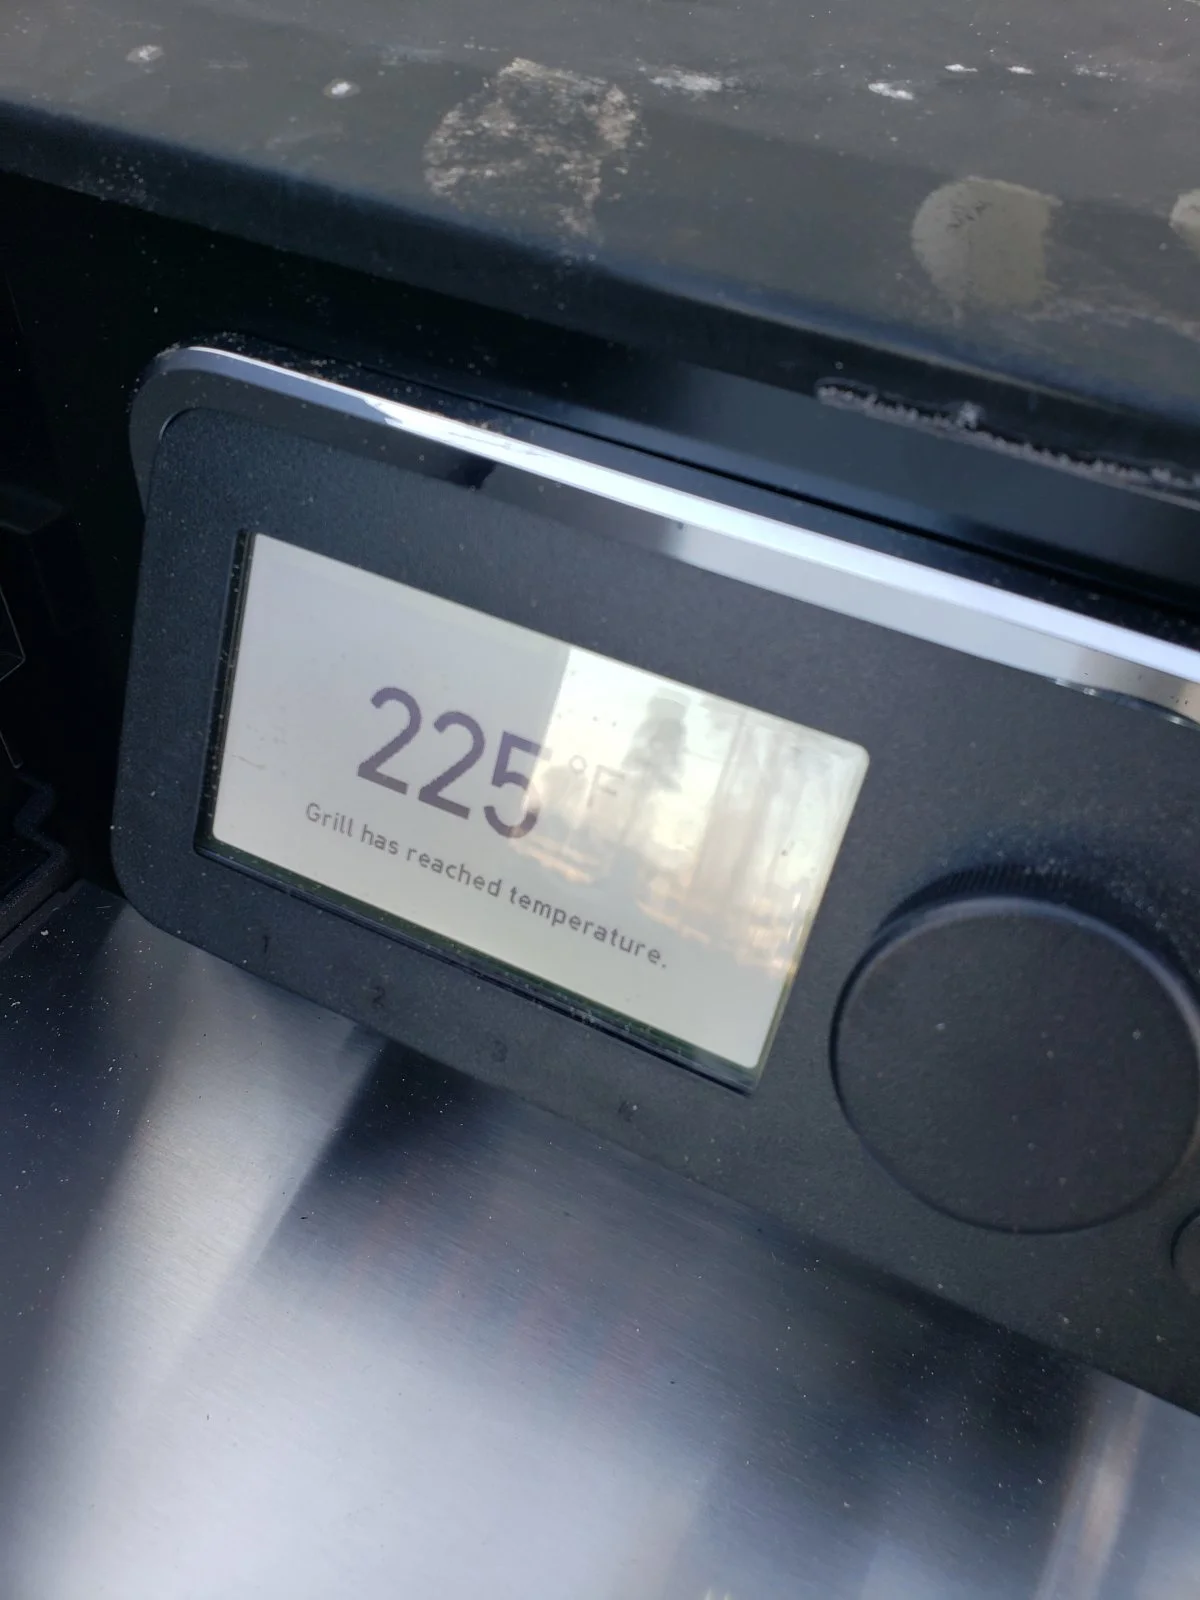 225 °F
Grill has reached temperature.
1
2
3
4